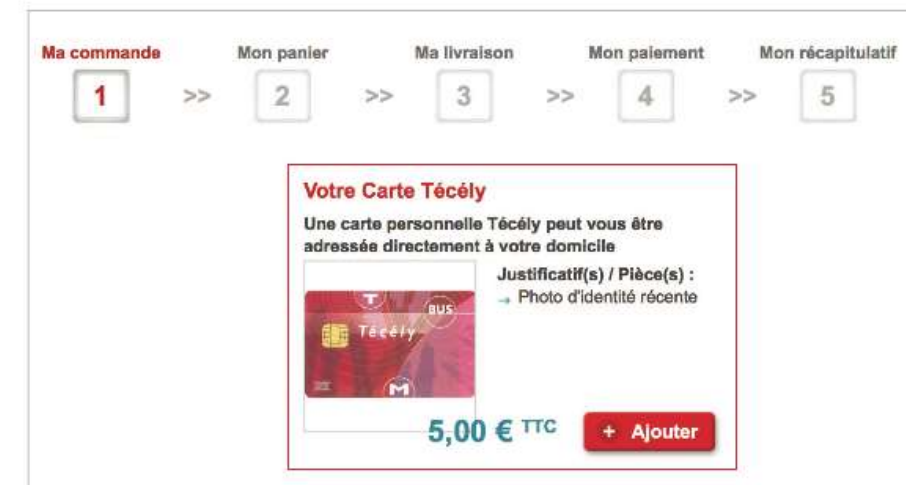 Ma commande Mon panier Ma livraison Mon paiement Mon récapitulatif
1 >> 2 >> 3 >> 4 >> 5
Votre Carte Técély
Une carte personnelle Técély peut vous être
adressée directement à votre domicile
Justificatif(s) / Pièce(s) :
→ Photo d'identité récente
T
BUS
Técély
M
5,00 € TTC
+ Ajouter